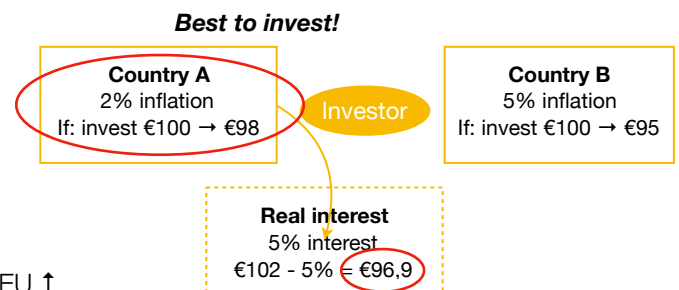 Best to invest!
Country A
2% inflation
If: invest €100 → €98
Investor
Country B
5% inflation
If: invest €100 → €95
Real interest
5% interest
€102 - 5% = €96,9
EU ↑